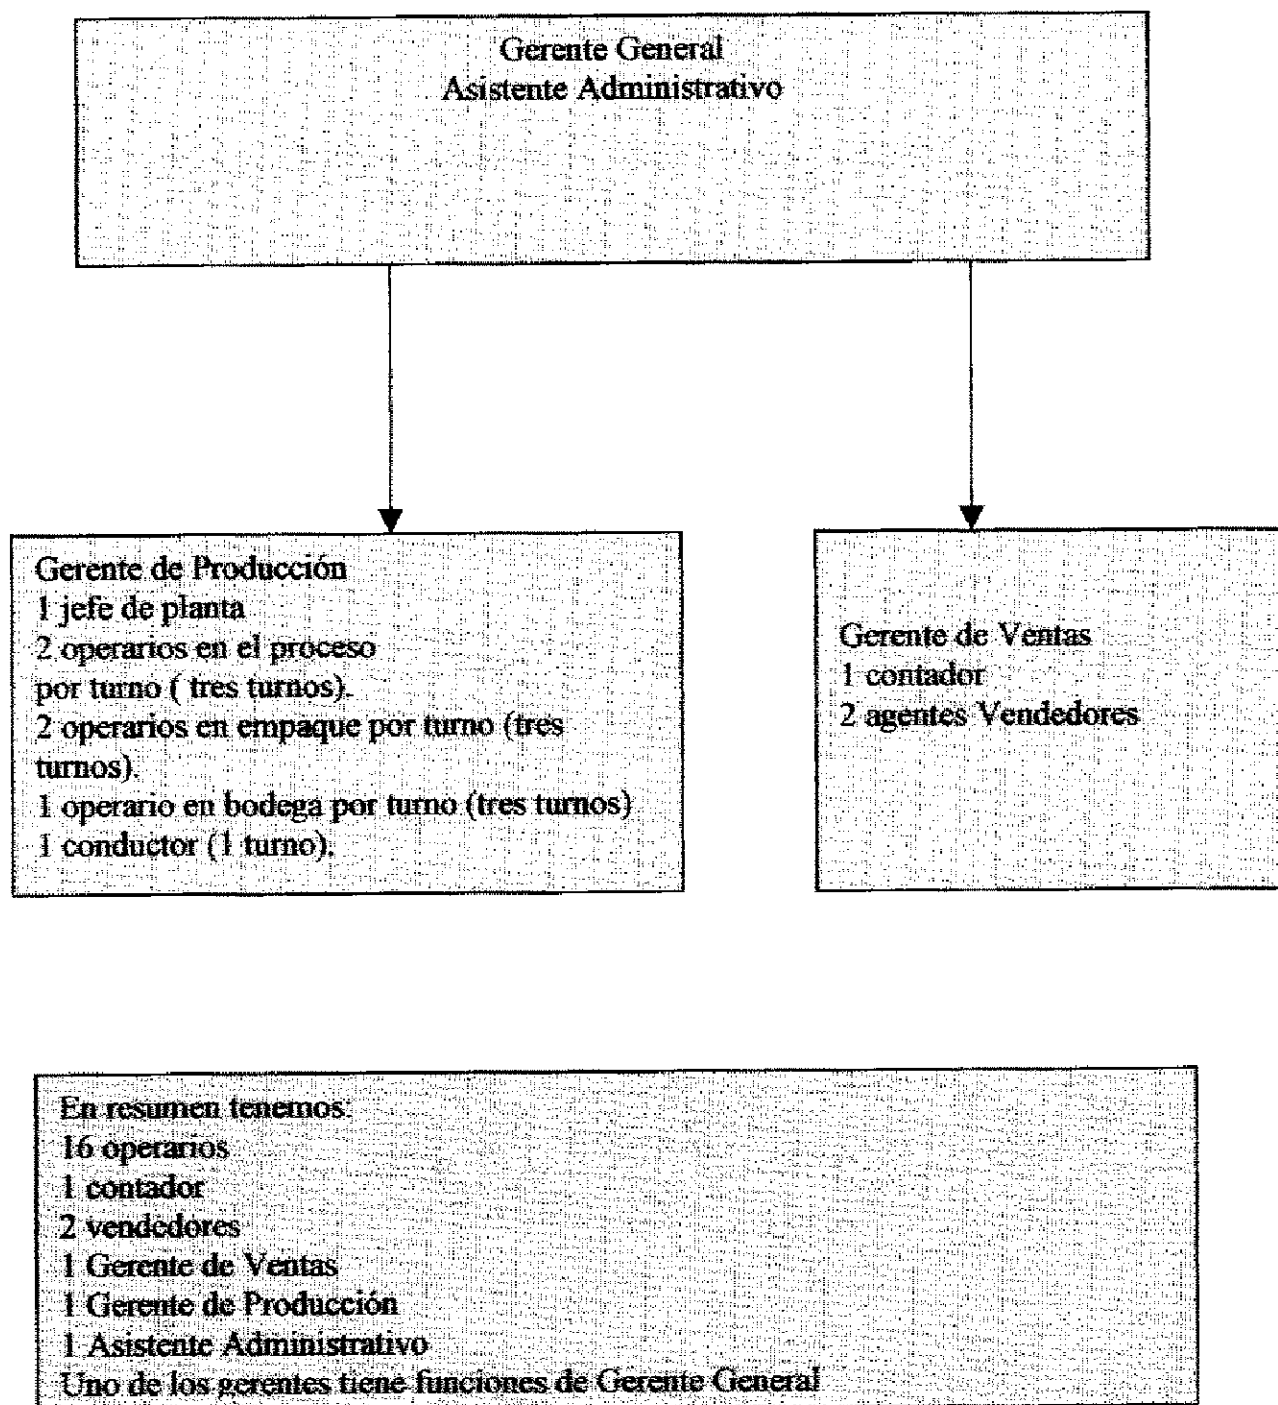 Gerente General
Asistente Administrativo
Gerente de Producción
1 jefe de planta
2 operarios en el proceso
por turno ( tres turnos).
2 operarios en empaque por turno (tres
turnos).
1 operario en bodega por turno (tres turnos)
1 conductor (1 turno).
Gerente de Ventas
1 contador
2 agentes Vendedores
En resumen tenemos:
16 operarios
1 contador
2 vendedores
1 Gerente de Ventas
1 Gerente de Producción
1 Asistente Administrativo
Uno de los gerentes tiene funciones de Gerente General